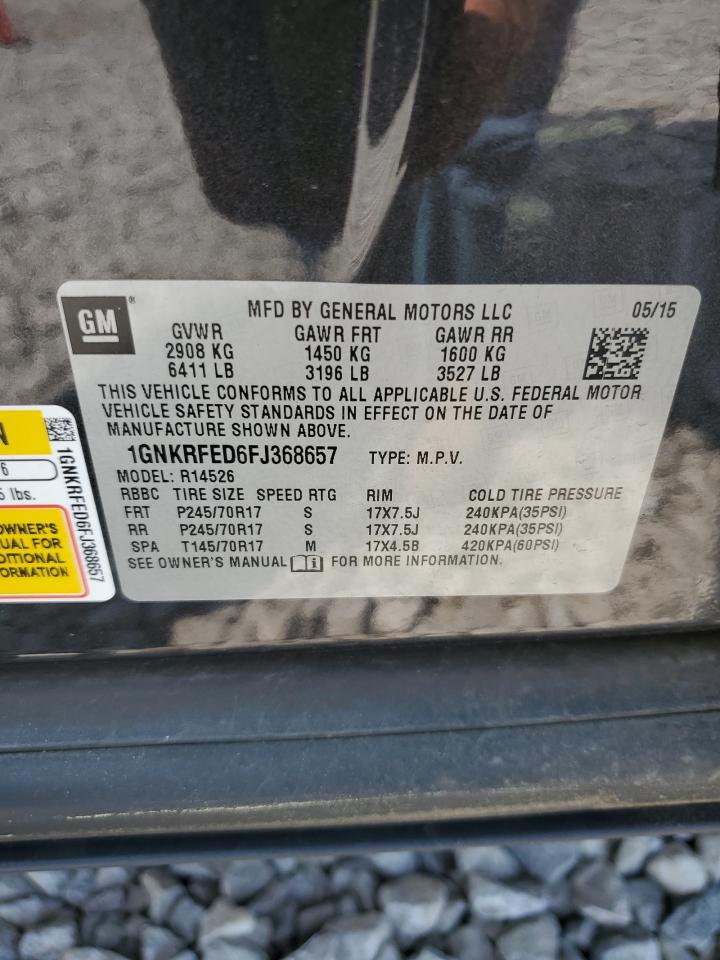 GM
MFD BY GENERAL MOTORS LLC 05/15
GVWR GAWR FRT GAWR RR
2908 KG 1450 KG 1600 KG
6411 LB 3196 LB 3527 LB
THIS VEHICLE CONFORMS TO ALL APPLICABLE U.S. FEDERAL MOTOR
VEHICLE SAFETY STANDARDS IN EFFECT ON THE DATE OF
MANUFACTURE SHOWN ABOVE.
1GNKRFED6FJ368657 TYPE: M.P.V.
MODEL: R14526
RBBC TIRE SIZE SPEED RTG RIM COLD TIRE PRESSURE
FRT P245/70R17 S 17X7.5J 240KPA(35PSI)
RR P245/70R17 S 17X7.5J 240KPA(35PSI)
SPA T145/70R17 M 17X4.5B 420KPA(60PSI)
SEE OWNER'S MANUAL FOR MORE INFORMATION.
N
6
lbs.
OWNER'S
UAL FOR
DITIONAL
FORMATION
1GNKRFED6FJ368657